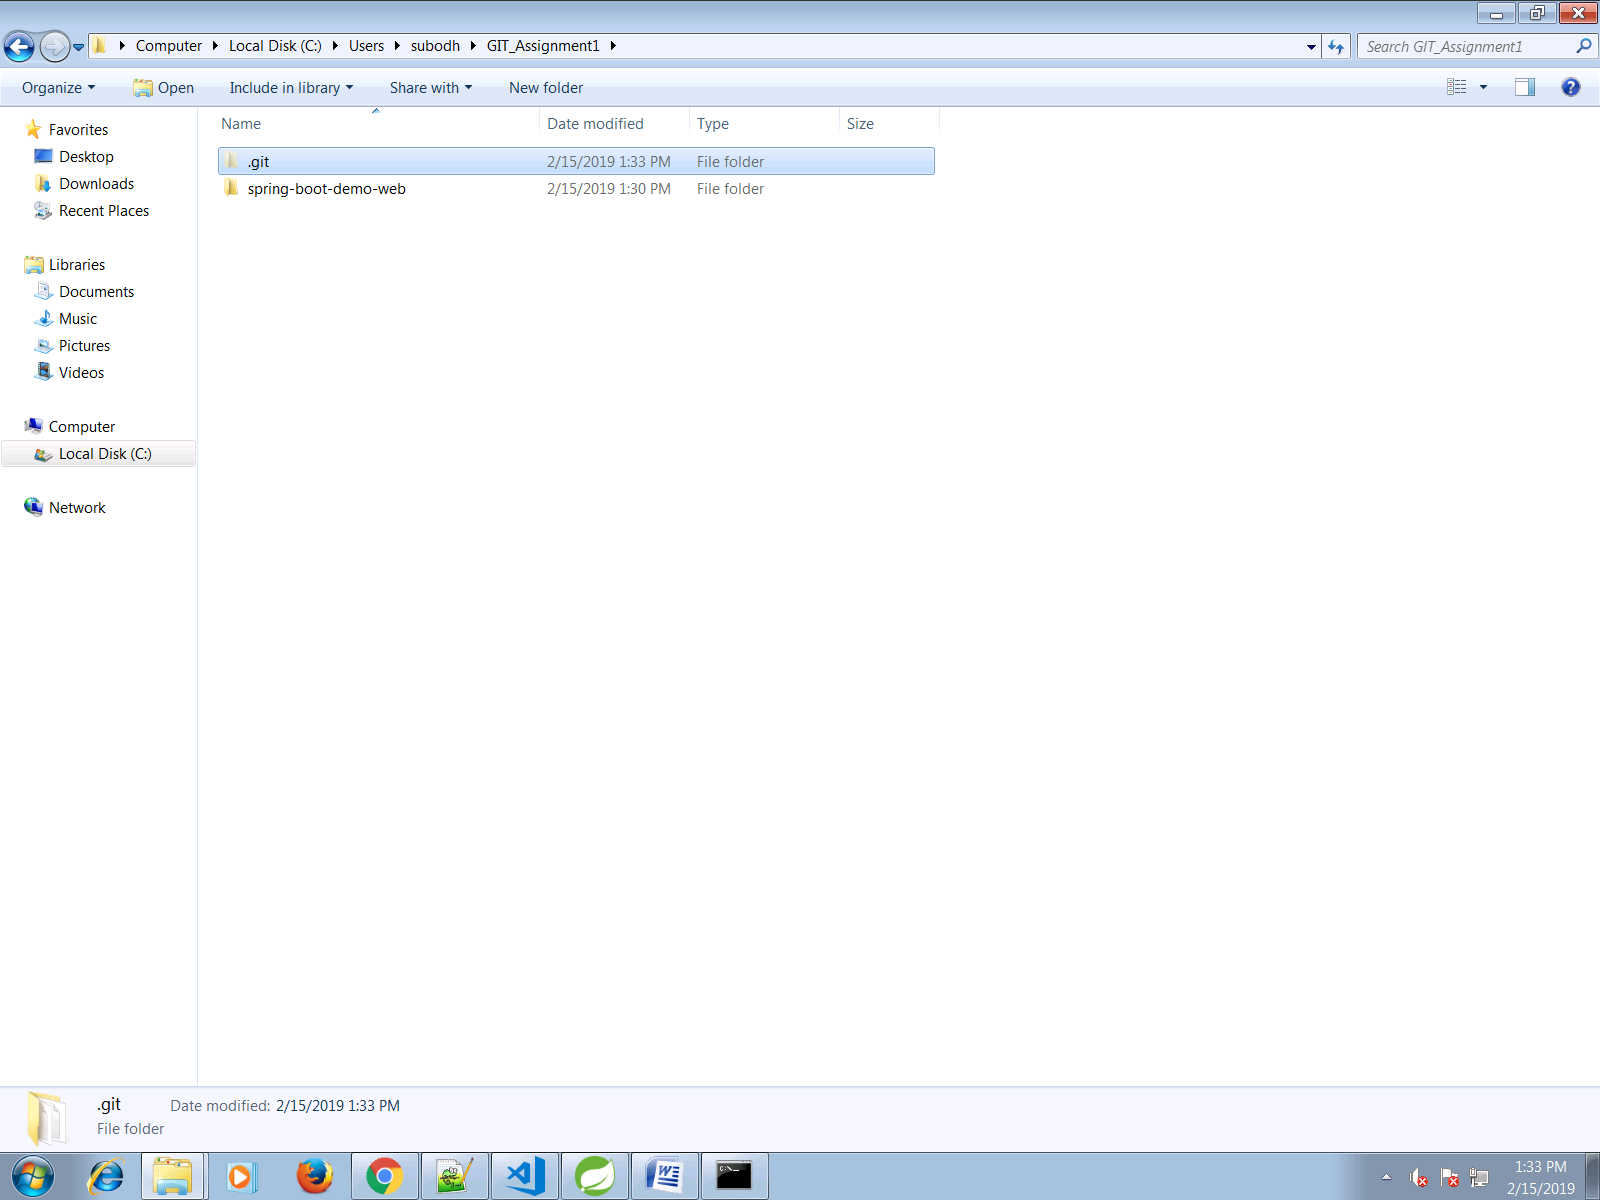 Computer Local Disk (C:) Users subodh GIT_Assignment1 Search GIT_Assignment1
Organize Open Include in library Share with New folder
Name Date modified Type Size
.git 2/15/2019 1:33 PM File folder
spring-boot-demo-web 2/15/2019 1:30 PM File folder
Favorites
Desktop
Downloads
Recent Places
Libraries
Documents
Music
Pictures
Videos
Computer
Local Disk (C:)
Network
.git Date modified: 2/15/2019 1:33 PM
File folder
1:33 PM
2/15/2019